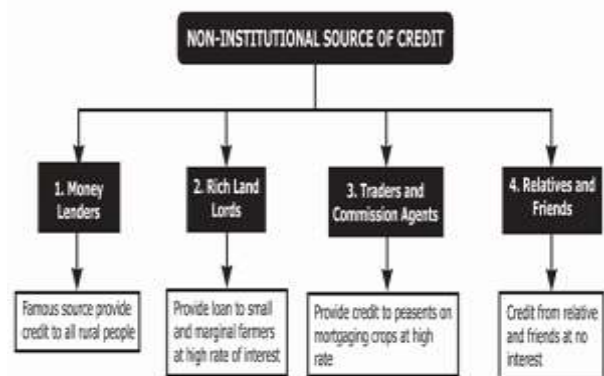 NON-INSTITUTIONAL SOURCE OF CREDIT
1. Money
Lenders
2. Rich Land
Lords
3. Traders and
Commission Agents
4. Relatives and
Friends
Famous source provide
credit to all rural people
Provide loan to small
and marginal farmers
at high rate of interest
Provide credit to peasents on
mortgaging crops at high
rate
Credit from relative
and friends at no
interest